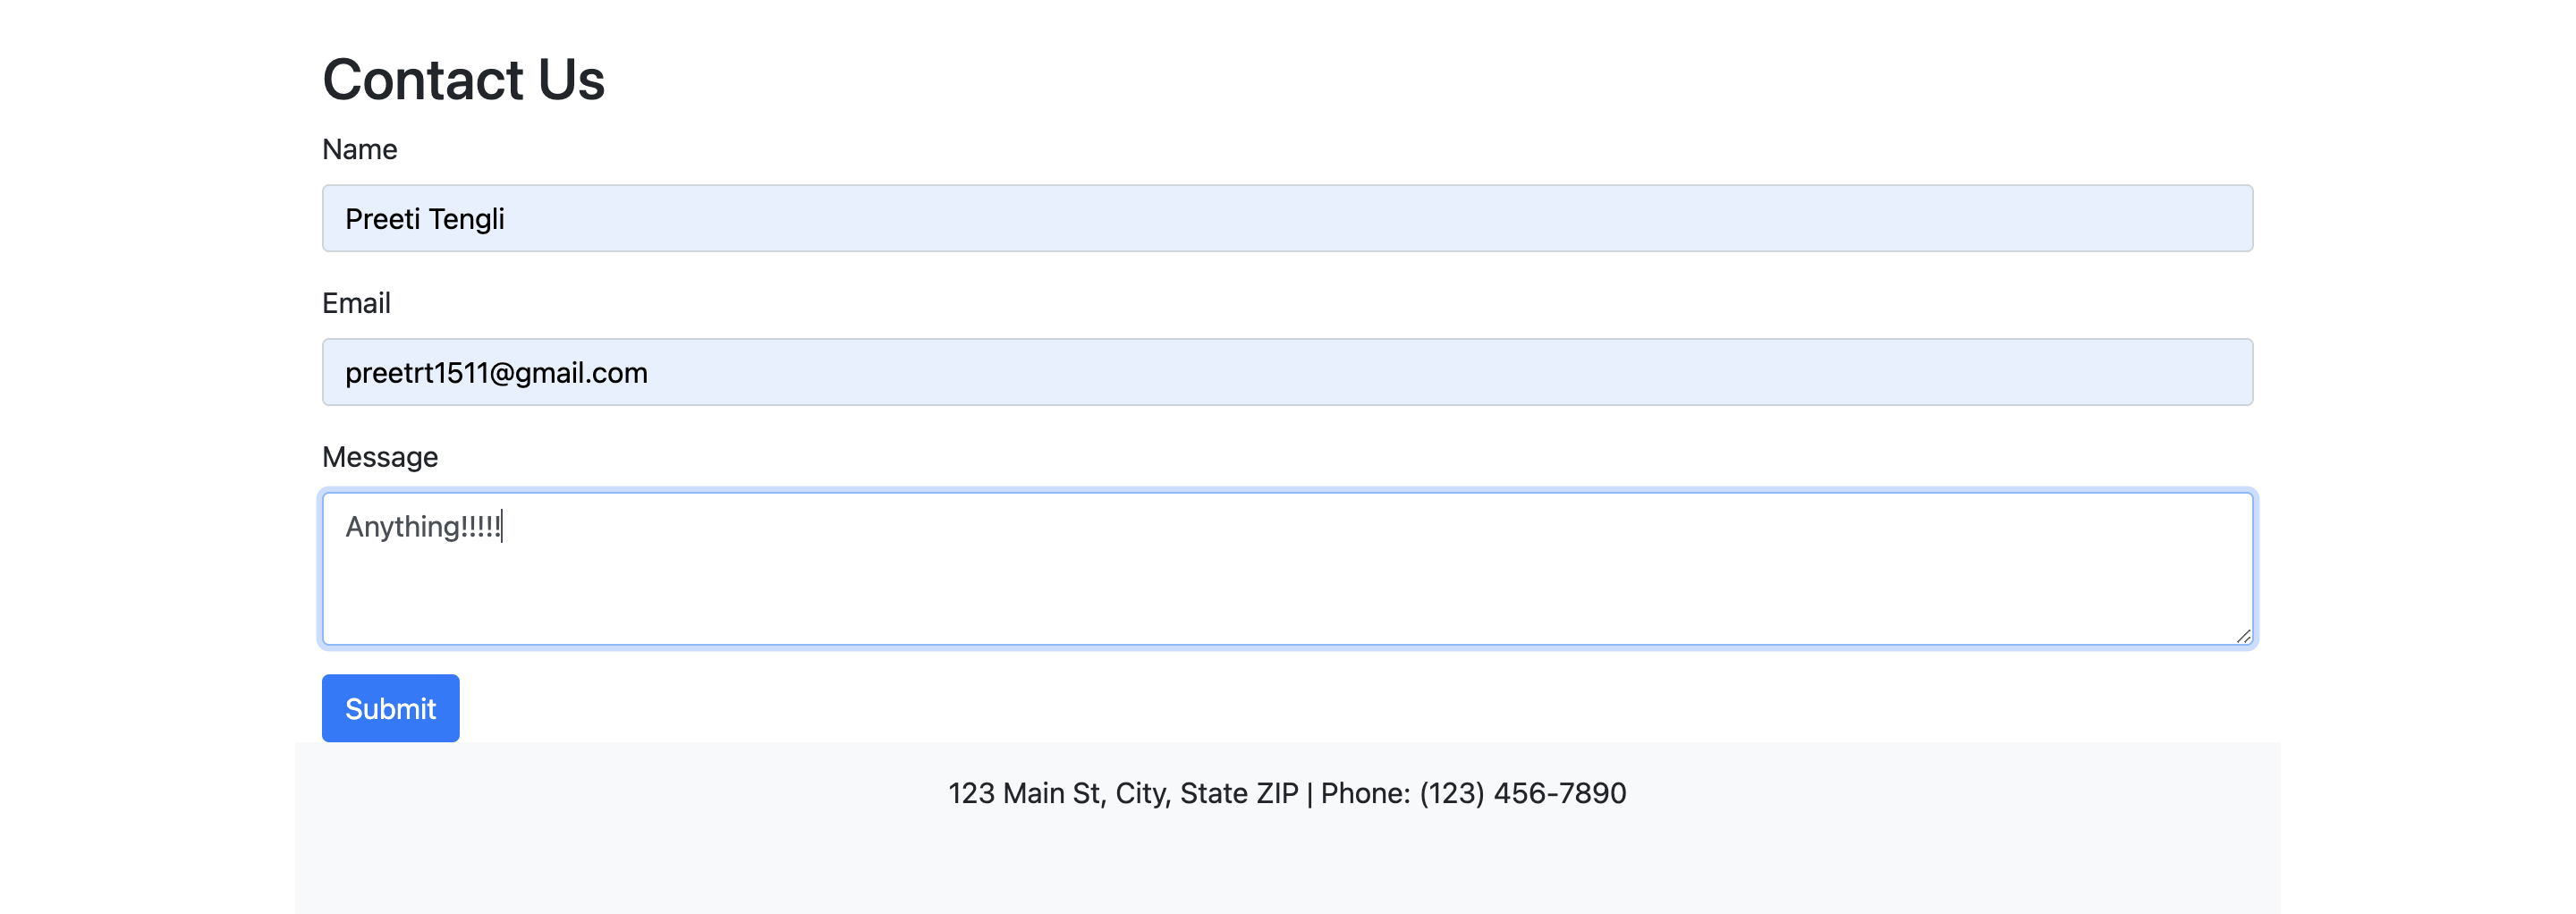 Contact Us
Name
Preeti Tengli
Email
preetrt1511@gmail.com
Message
Anything!!!!!
Submit
123 Main St, City, State ZIP | Phone: (123) 456-7890